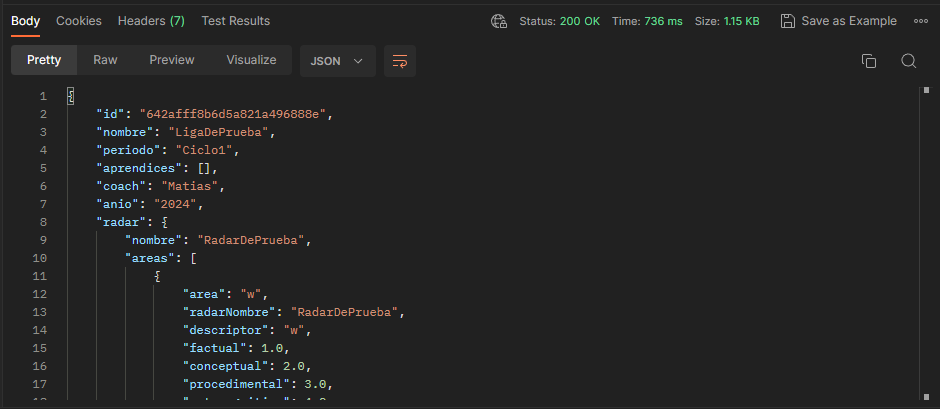 Body Cookies Headers (7) Test Results Status: 200 OK Time: 736 ms Size: 1.15 KB Save as Example
Pretty Raw Preview Visualize JSON
1 {
2 "id": "642afff8b6d5a821a496888e",
3 "nombre": "LigaDePrueba",
4 "periodo": "Ciclo1",
5 "aprendices": [],
6 "coach": "Matias",
7 "anio": "2024",
8 "radar": {
9 "nombre": "RadarDePrueba",
10 "areas": [
11 {
12 "area": "w",
13 "radarNombre": "RadarDePrueba",
14 "descriptor": "w",
15 "factual": 1.0,
16 "conceptual": 2.0,
17 "procedimental": 3.0,